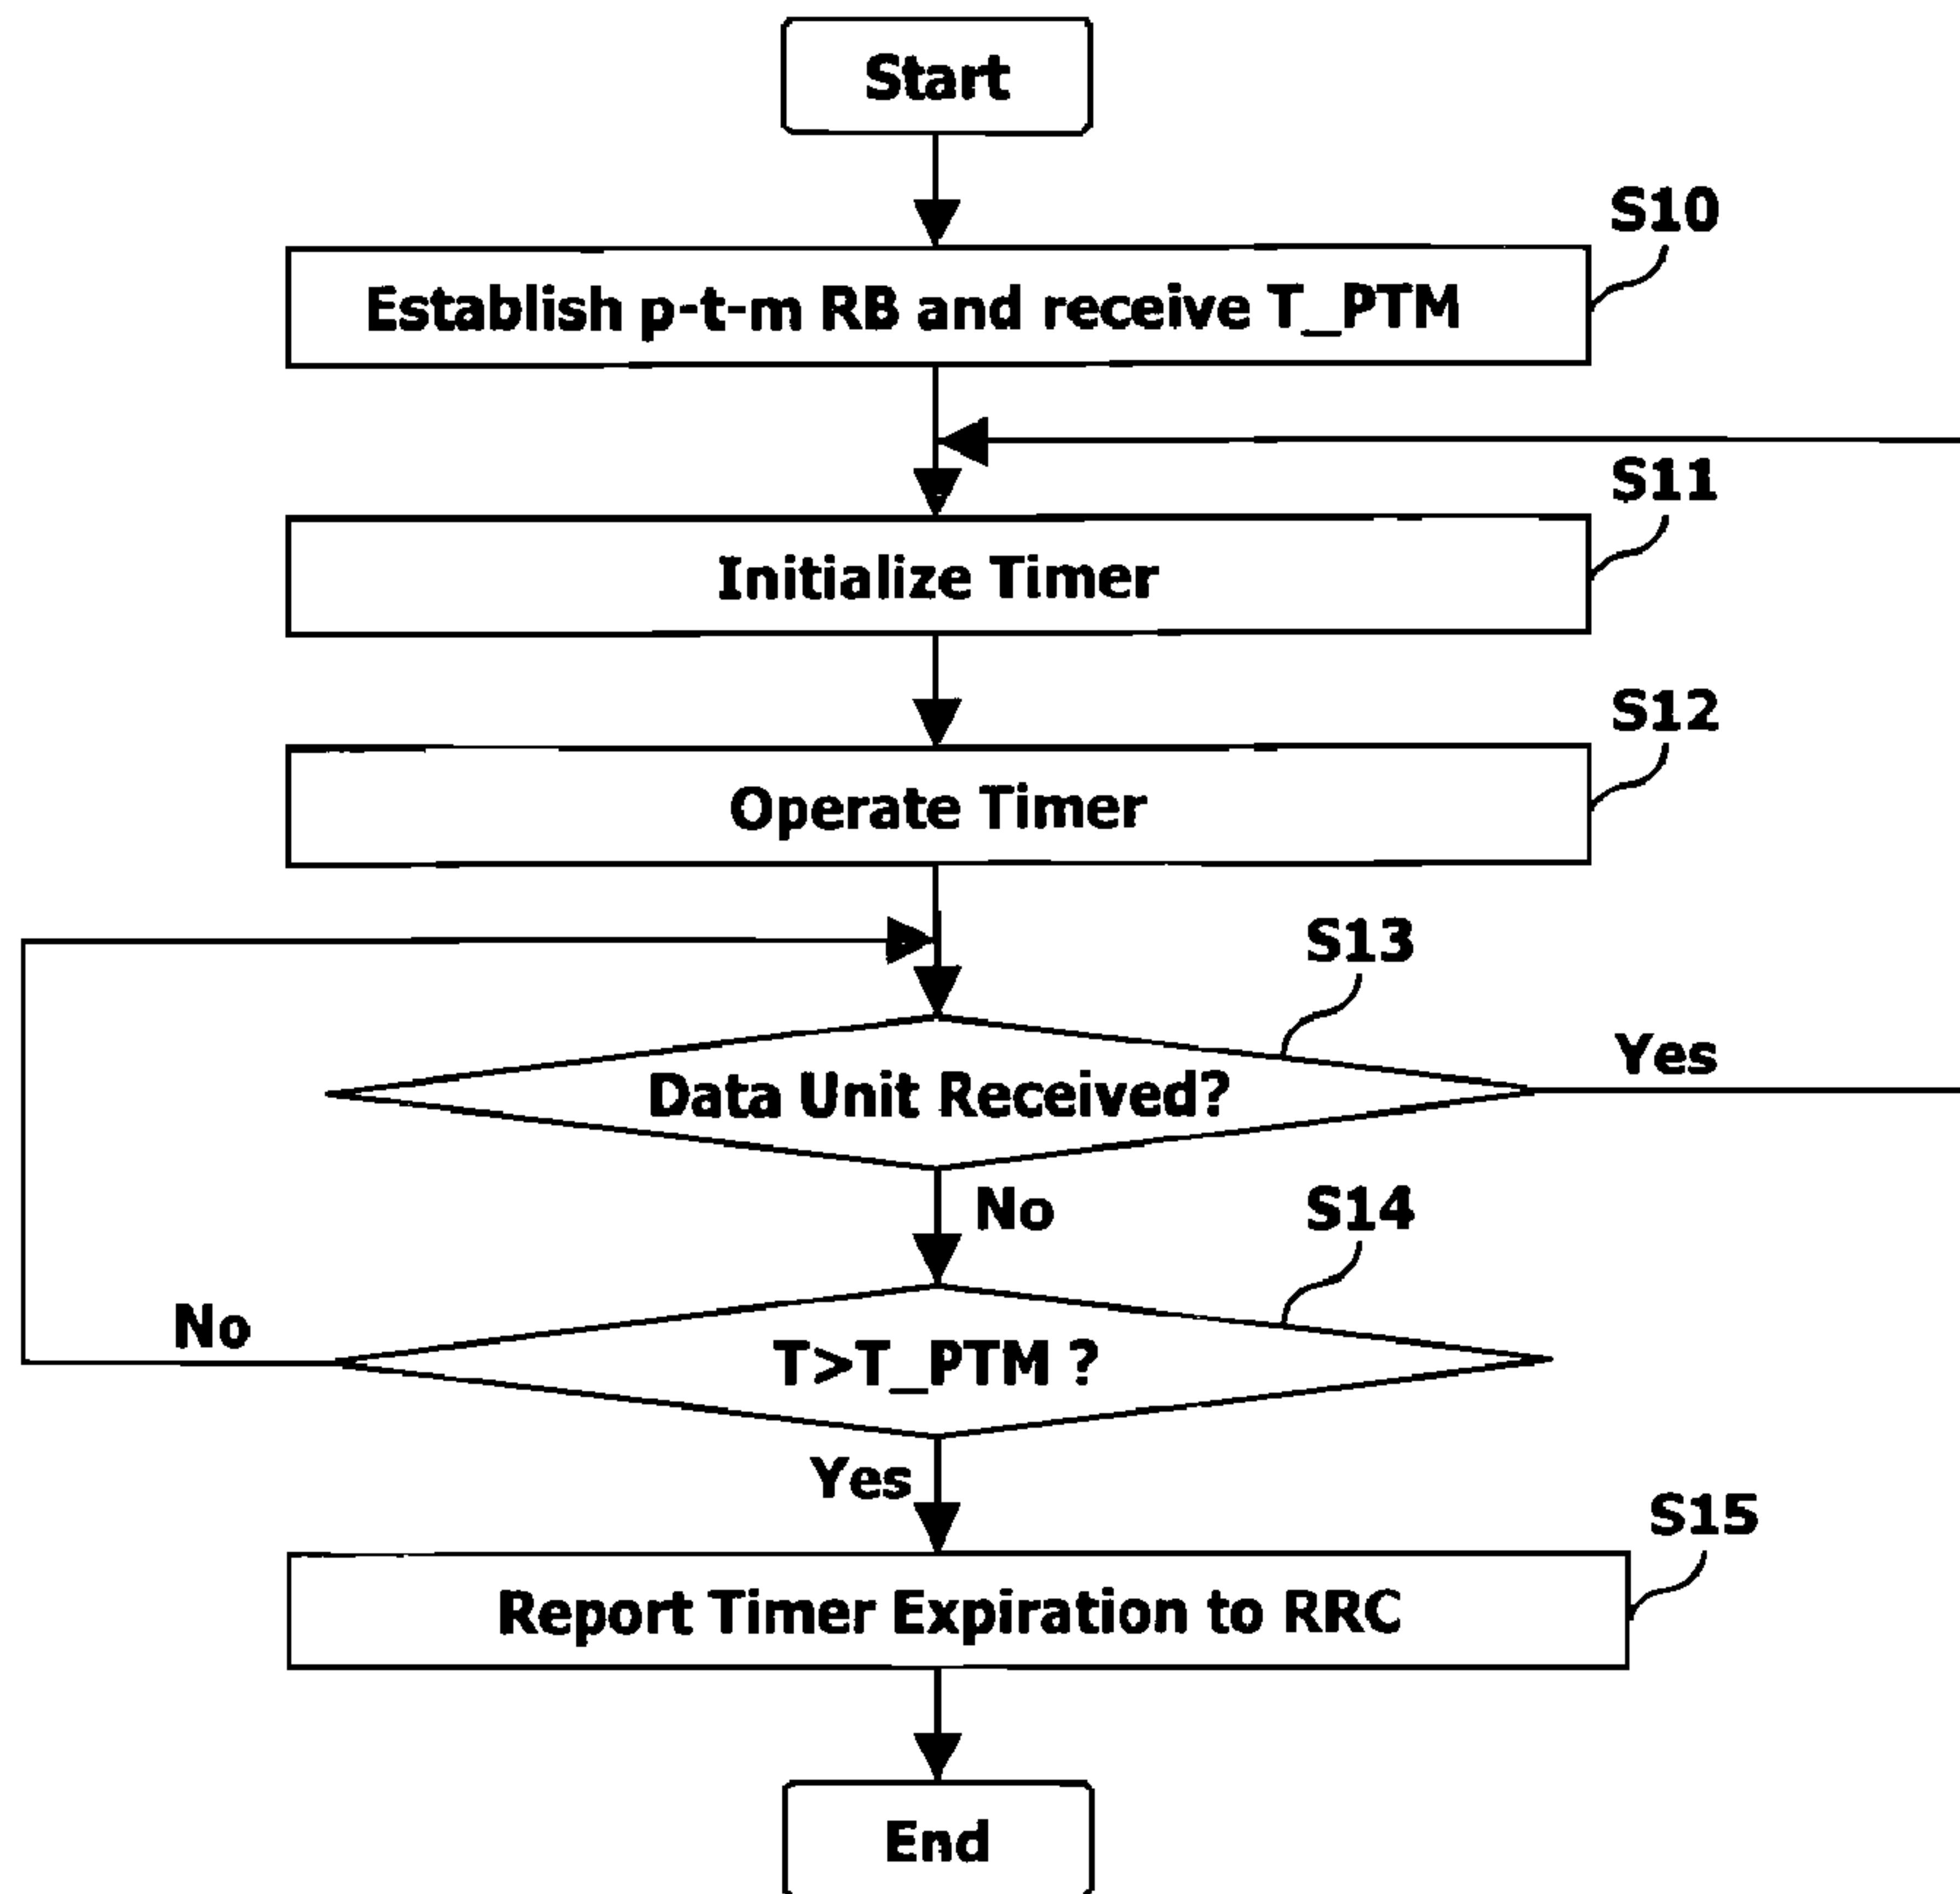 Start
S10
Establish p-t-m RB and receive T_PTM
S11
Initialize Timer
S12
Operate Timer
S13
Data Unit Received?
Yes
No
S14
T>T_PTM ?
No
Yes
S15
Report Timer Expiration to RRC
End